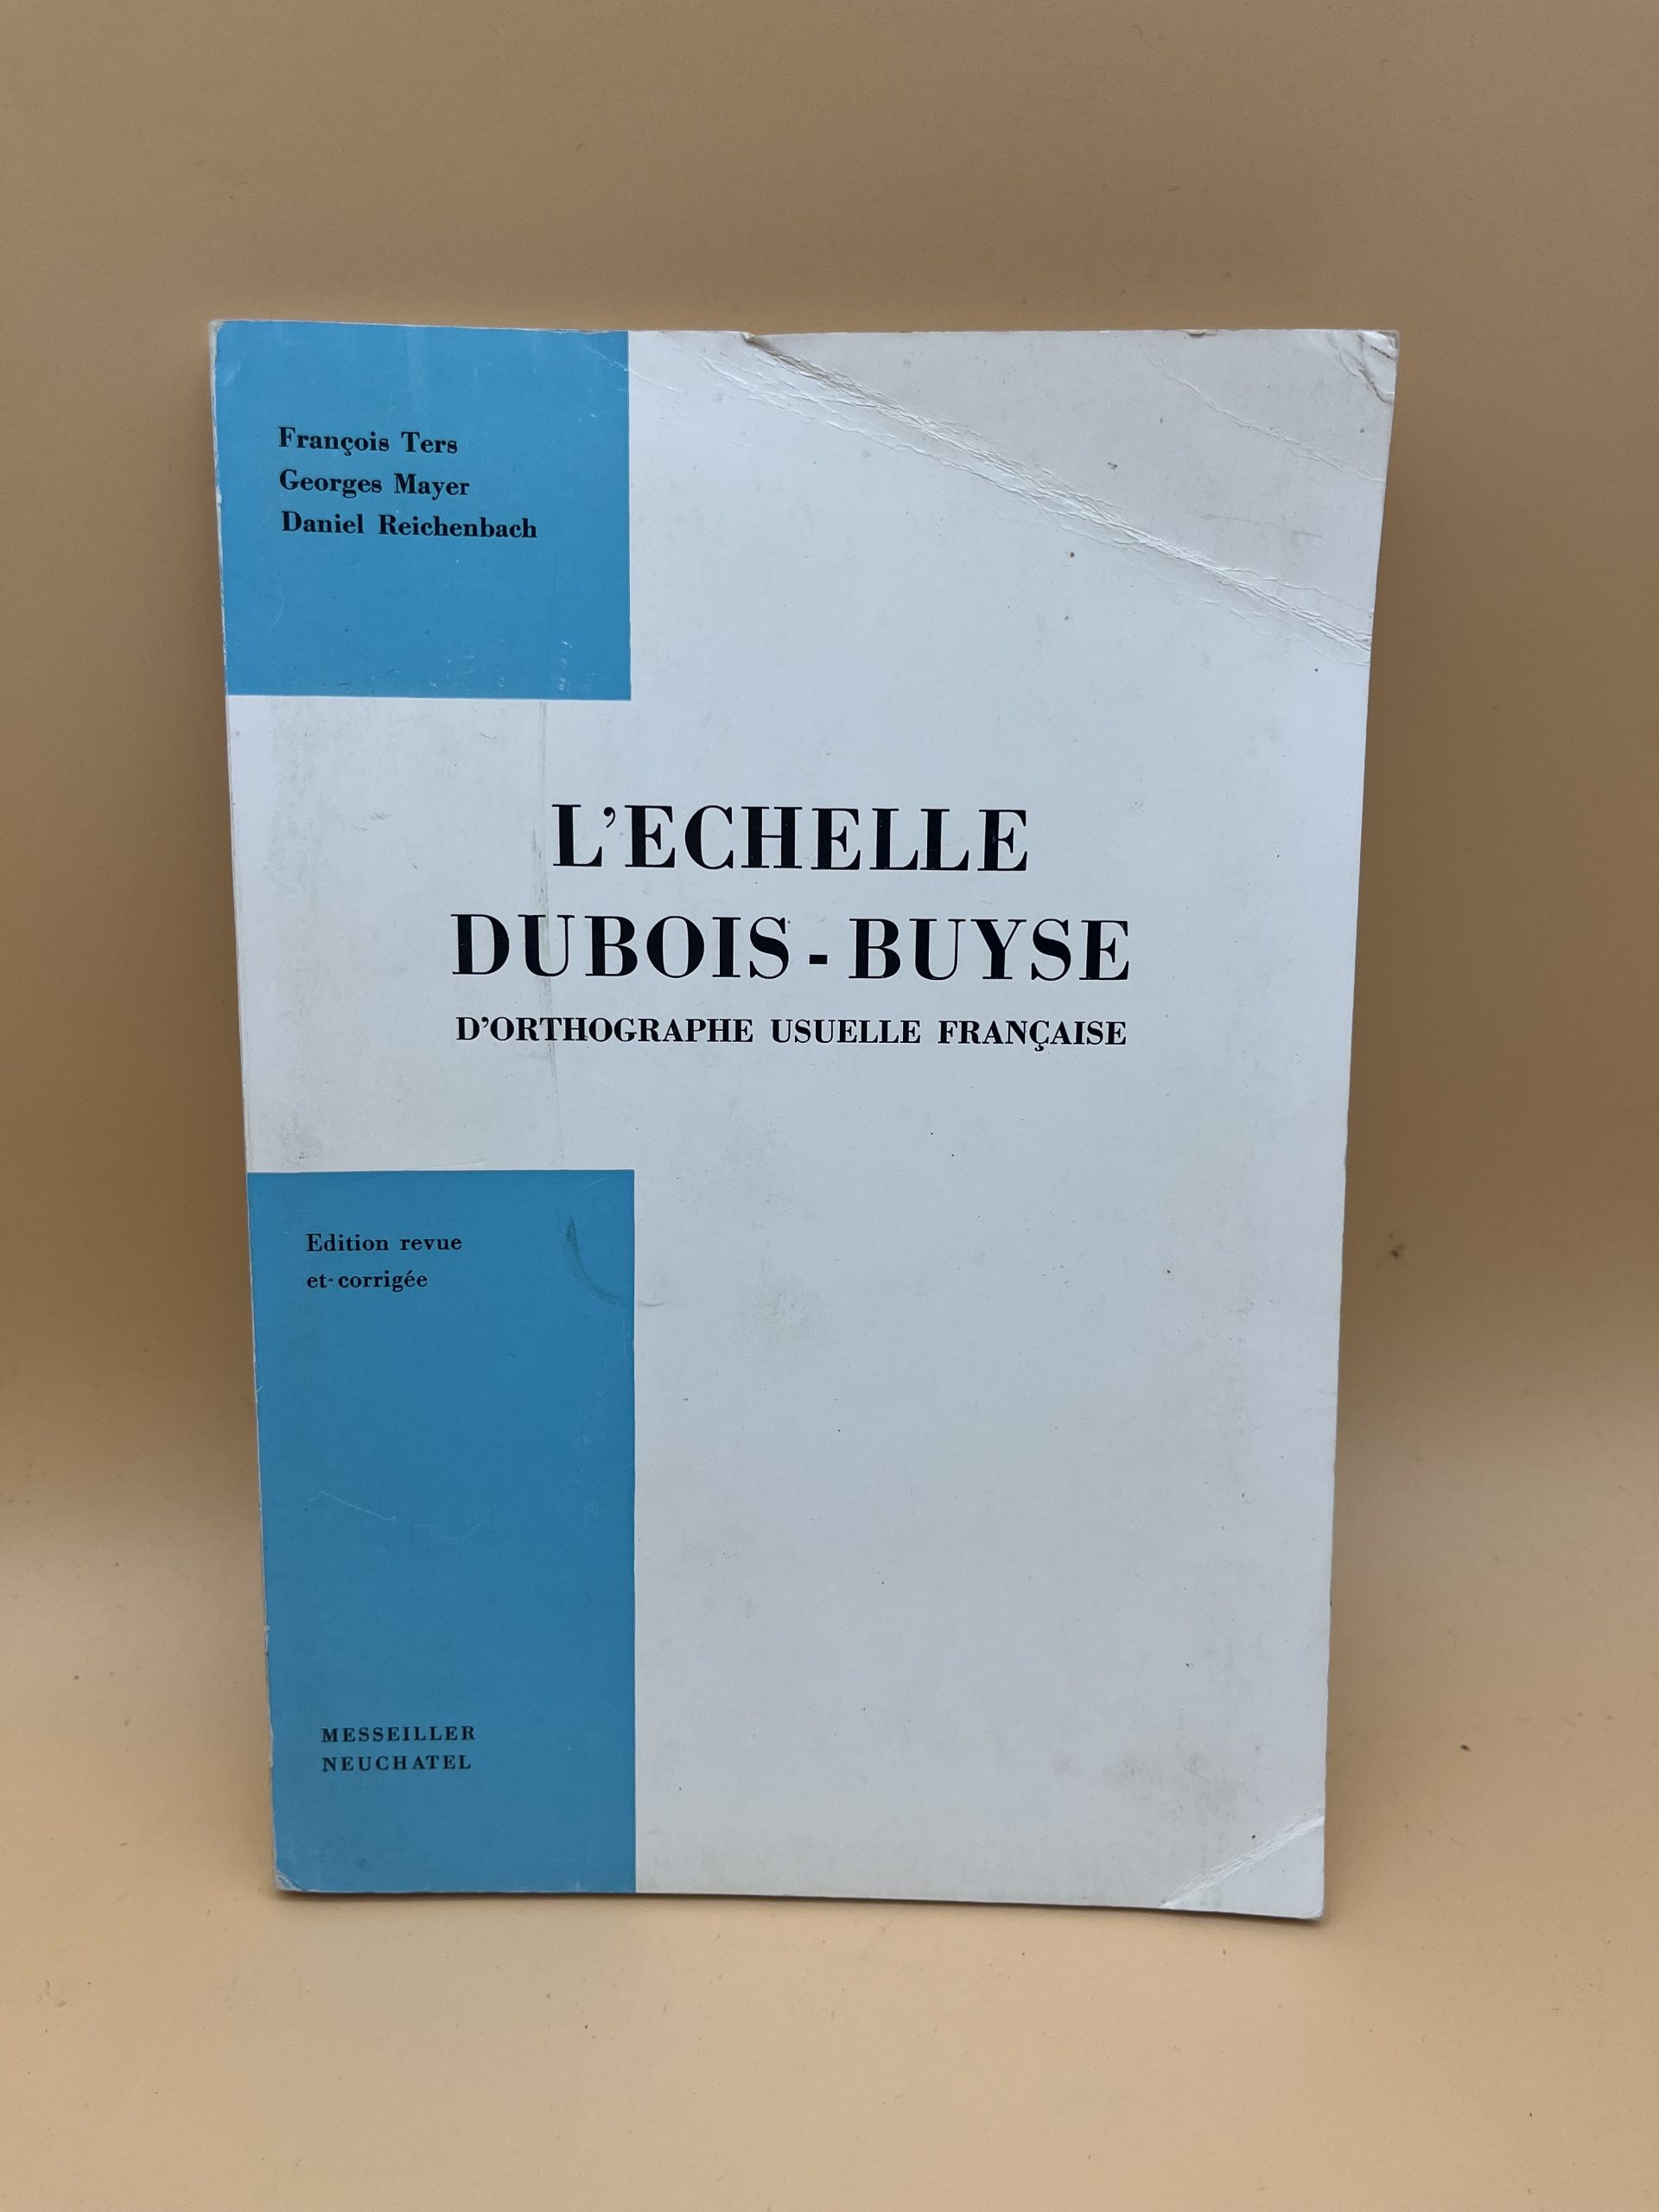 François Ters
Georges Mayer
Daniel Reichenbach
L'ECHELLE
DUBOIS - BUYSE
D'ORTHOGRAPHE USUELLE FRANÇAISE
Edition revue
et corrigée
MESSEILLER
NEUCHATEL